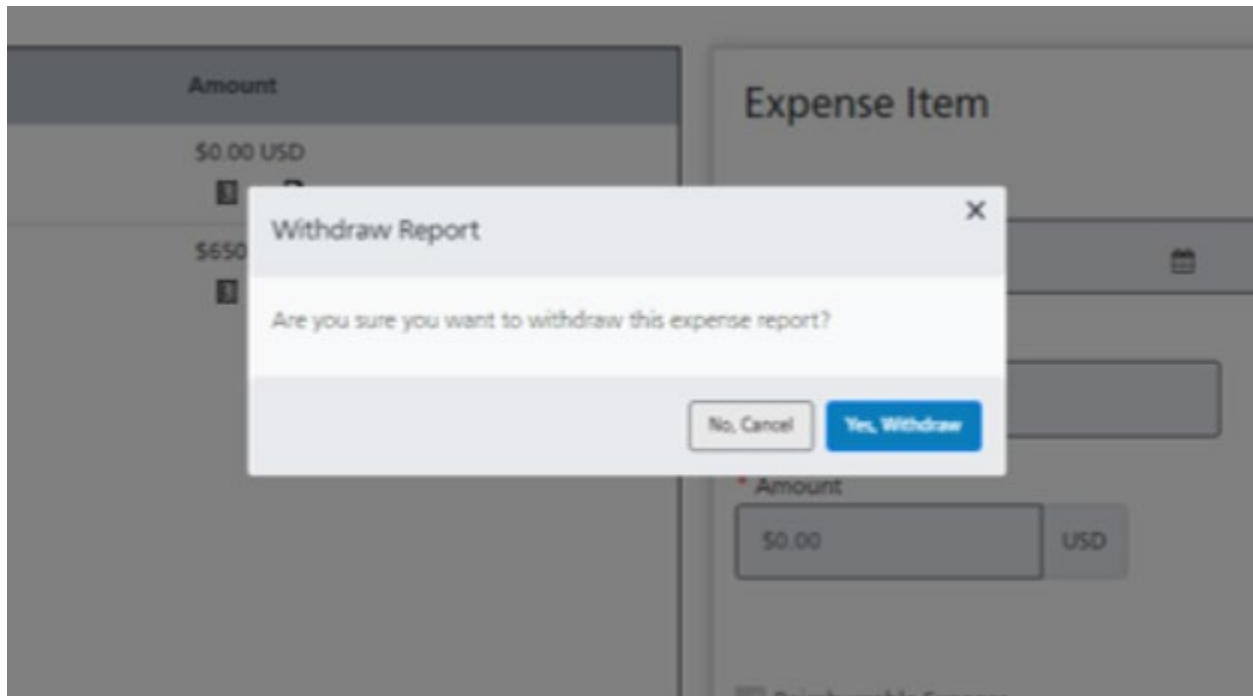 Amount
Expense Item
$0.00 USD
Withdraw Report
$650
Are you sure you want to withdraw this expense report?
No, Cancel
Yes, Withdraw
* Amount
$0.00
USD